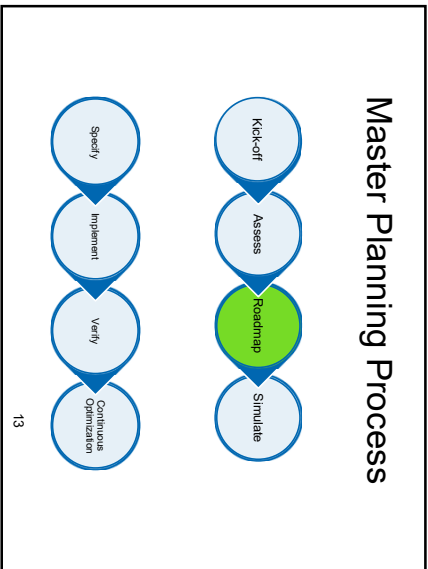 Master Planning Process
Kick-off
Assess
Roadmap
Simulate
Specify
Implement
Verify
Continuous
Optimization
13